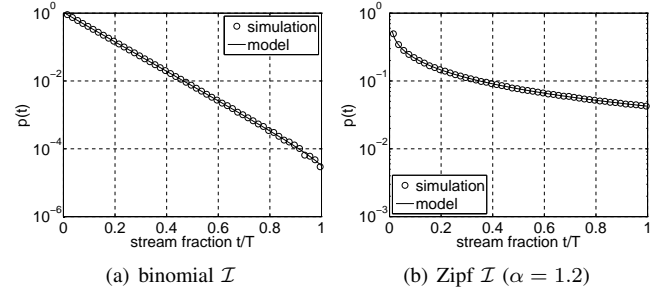 10^0
10^-2
10^-4
10^-6
p(t)
0 0.2 0.4 0.6 0.8 1
stream fraction t/T
simulation
model
(a) binomial ℐ
10^0
10^-1
10^-2
10^-3
p(t)
0 0.2 0.4 0.6 0.8 1
stream fraction t/T
simulation
model
(b) Zipf ℐ (α = 1.2)